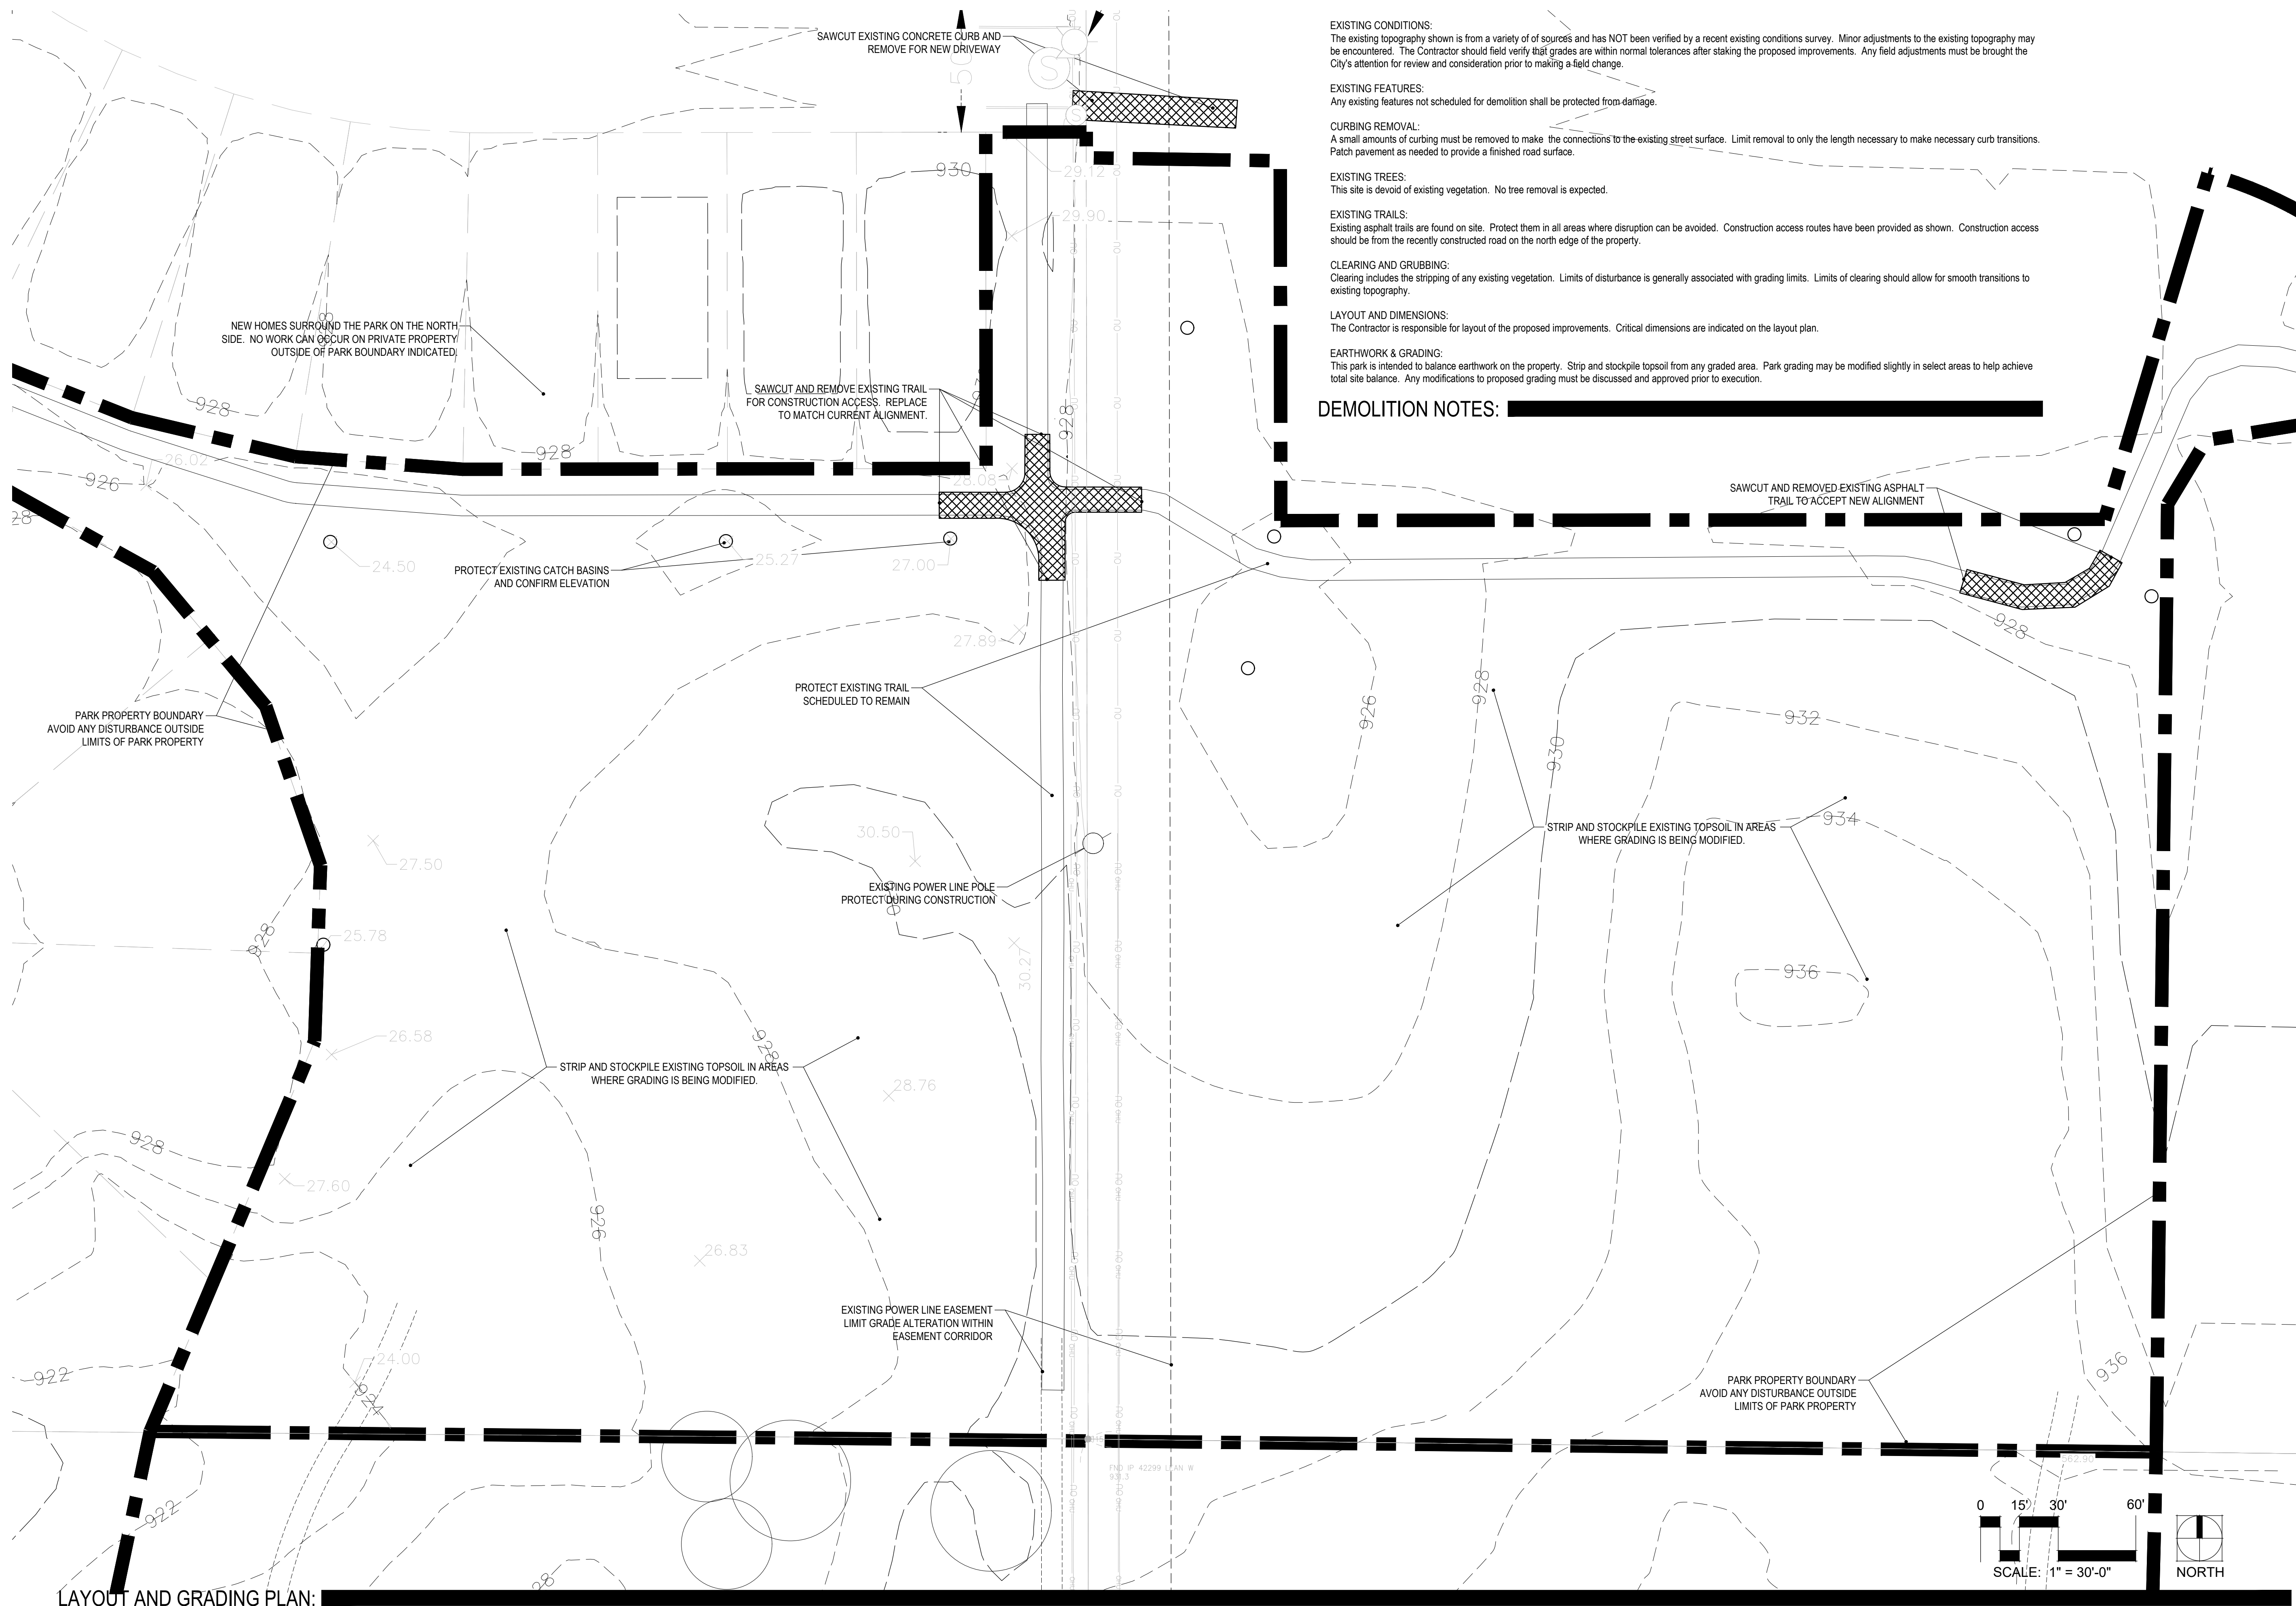 SAWCUT EXISTING CONCRETE CURB AND
REMOVE FOR NEW DRIVEWAY
50
S
S
EXISTING CONDITIONS:
The existing topography shown is from a variety of of sources and has NOT been verified by a recent existing conditions survey.  Minor adjustments to the existing topography may
be encountered.  The Contractor should field verify that grades are within normal tolerances after staking the proposed improvements.  Any field adjustments must be brought the
City's attention for review and consideration prior to making a field change.
EXISTING FEATURES:
Any existing features not scheduled for demolition shall be protected from damage.
CURBING REMOVAL:
A small amounts of curbing must be removed to make  the connections to the existing street surface.  Limit removal to only the length necessary to make necessary curb transitions.
Patch pavement as needed to provide a finished road surface.
EXISTING TREES:
This site is devoid of existing vegetation.  No tree removal is expected.
EXISTING TRAILS:
Existing asphalt trails are found on site.  Protect them in all areas where disruption can be avoided.  Construction access routes have been provided as shown.  Construction access
should be from the recently constructed road on the north edge of the property.
CLEARING AND GRUBBING:
Clearing includes the stripping of any existing vegetation.  Limits of disturbance is generally associated with grading limits.  Limits of clearing should allow for smooth transitions to
existing topography.
LAYOUT AND DIMENSIONS:
The Contractor is responsible for layout of the proposed improvements.  Critical dimensions are indicated on the layout plan.
EARTHWORK & GRADING:
This park is intended to balance earthwork on the property.  Strip and stockpile topsoil from any graded area.  Park grading may be modified slightly in select areas to help achieve
total site balance.  Any modifications to proposed grading must be discussed and approved prior to execution.
DEMOLITION NOTES:
930
29.12
29.90
NEW HOMES SURROUND THE PARK ON THE NORTH
SIDE.  NO WORK CAN OCCUR ON PRIVATE PROPERTY
OUTSIDE OF PARK BOUNDARY INDICATED.
SAWCUT AND REMOVE EXISTING TRAIL
FOR CONSTRUCTION ACCESS.  REPLACE
TO MATCH CURRENT ALIGNMENT.
928
928
928
926
26.02
28.08
SAWCUT AND REMOVED EXISTING ASPHALT
TRAIL TO ACCEPT NEW ALIGNMENT
24.50
PROTECT EXISTING CATCH BASINS
AND CONFIRM ELEVATION
25.27
27.00
27.89
928
PROTECT EXISTING TRAIL
SCHEDULED TO REMAIN
928
926
932
930
PARK PROPERTY BOUNDARY
AVOID ANY DISTURBANCE OUTSIDE
LIMITS OF PARK PROPERTY
30.50
27.50
934
STRIP AND STOCKPILE EXISTING TOPSOIL IN AREAS
WHERE GRADING IS BEING MODIFIED.
EXISTING POWER LINE POLE
PROTECT DURING CONSTRUCTION
928
25.78
30.27
936
26.58
928
STRIP AND STOCKPILE EXISTING TOPSOIL IN AREAS
WHERE GRADING IS BEING MODIFIED.
28.76
928
27.60
926
26.83
EXISTING POWER LINE EASEMENT
LIMIT GRADE ALTERATION WITHIN
EASEMENT CORRIDOR
24.00
922
924
936
PARK PROPERTY BOUNDARY
AVOID ANY DISTURBANCE OUTSIDE
LIMITS OF PARK PROPERTY
922
0 15' 30' 60'
SCALE:  1" = 30'-0"
NORTH
LAYOUT AND GRADING PLAN: